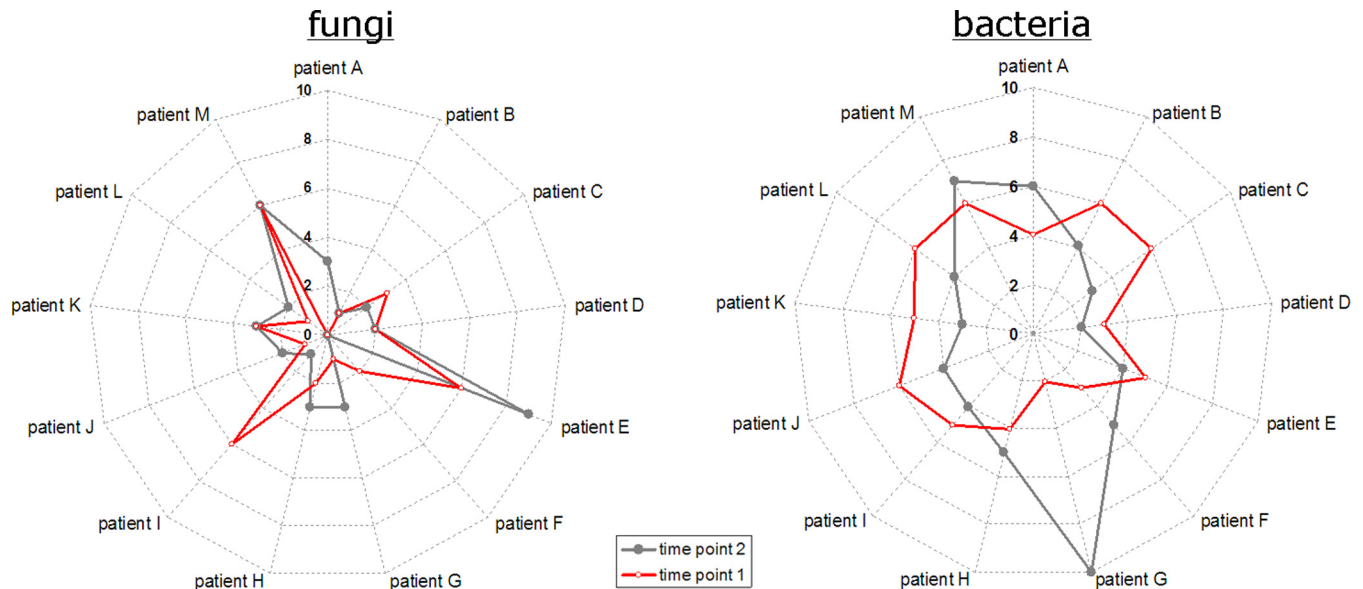 fungi
patient A
patient B
patient C
patient D
patient E
patient F
patient G
patient H
patient I
patient J
patient K
patient L
patient M
10
8
6
4
2
0
bacteria
patient A
patient B
patient C
patient D
patient E
patient F
patient G
patient H
patient I
patient J
patient K
patient L
patient M
10
8
6
4
2
0
time point 2
time point 1